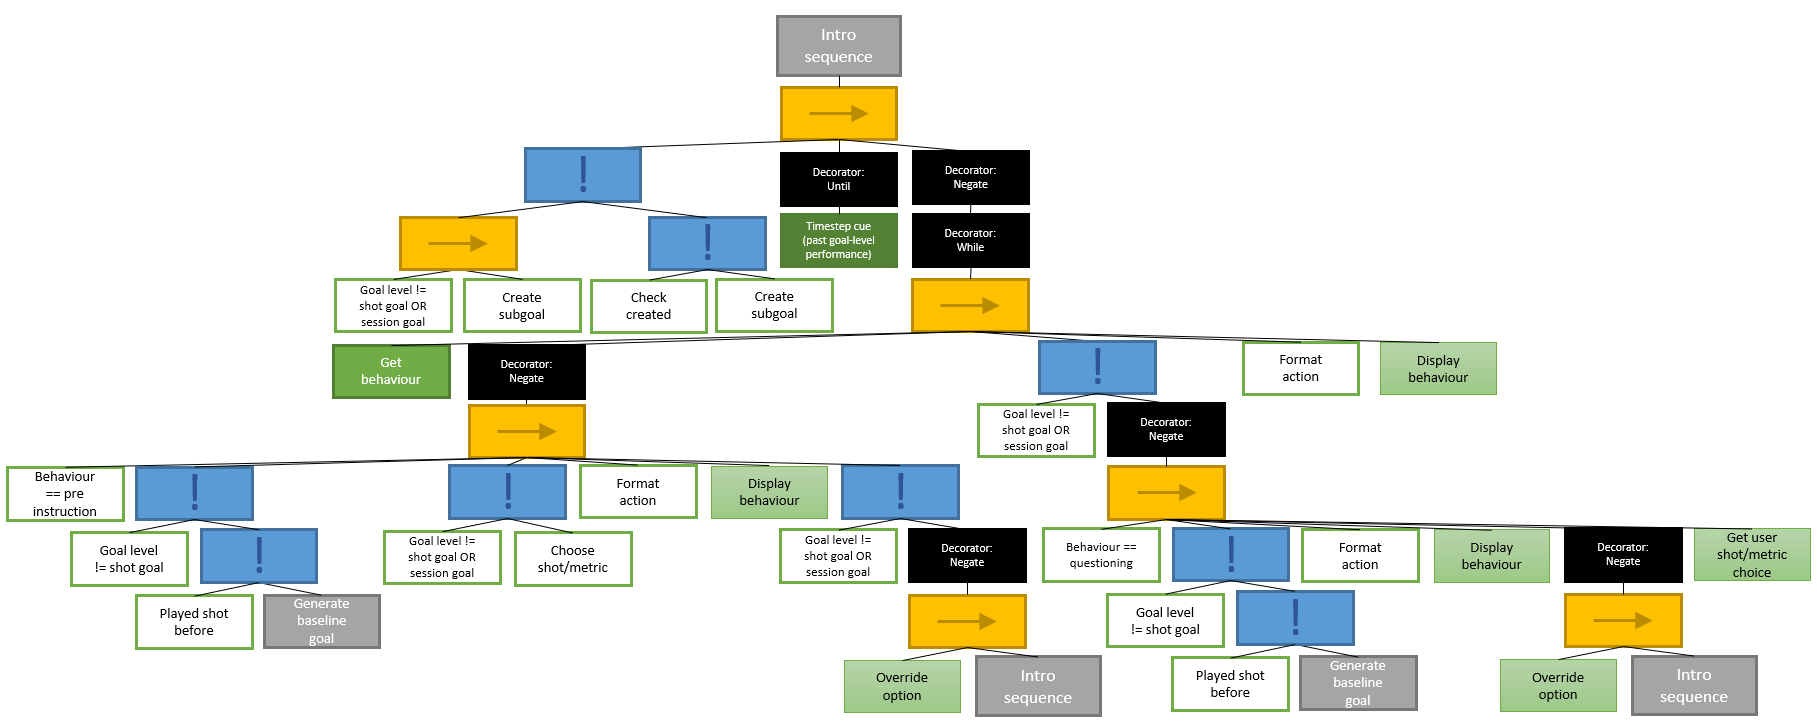 Intro
sequence
Decorator:
Until
Decorator:
Negate
Timestep cue
(past goal-level
performance)
Decorator:
While
Goal level !=
shot goal OR
session goal
Create
subgoal
Check
created
Create
subgoal
Get
behaviour
Decorator:
Negate
Format
action
Display
behaviour
Goal level !=
shot goal OR
session goal
Decorator:
Negate
Behaviour
== pre
instruction
Format
action
Display
behaviour
Goal level
!= shot goal
Goal level !=
shot goal OR
session goal
Choose
shot/metric
Goal level !=
shot goal OR
session goal
Decorator:
Negate
Behaviour ==
questioning
Format
action
Display
behaviour
Decorator:
Negate
Get user
shot/metric
choice
Played shot
before
Generate
baseline
goal
Goal level
!= shot goal
Override
option
Intro
sequence
Played shot
before
Generate
baseline
goal
Override
option
Intro
sequence